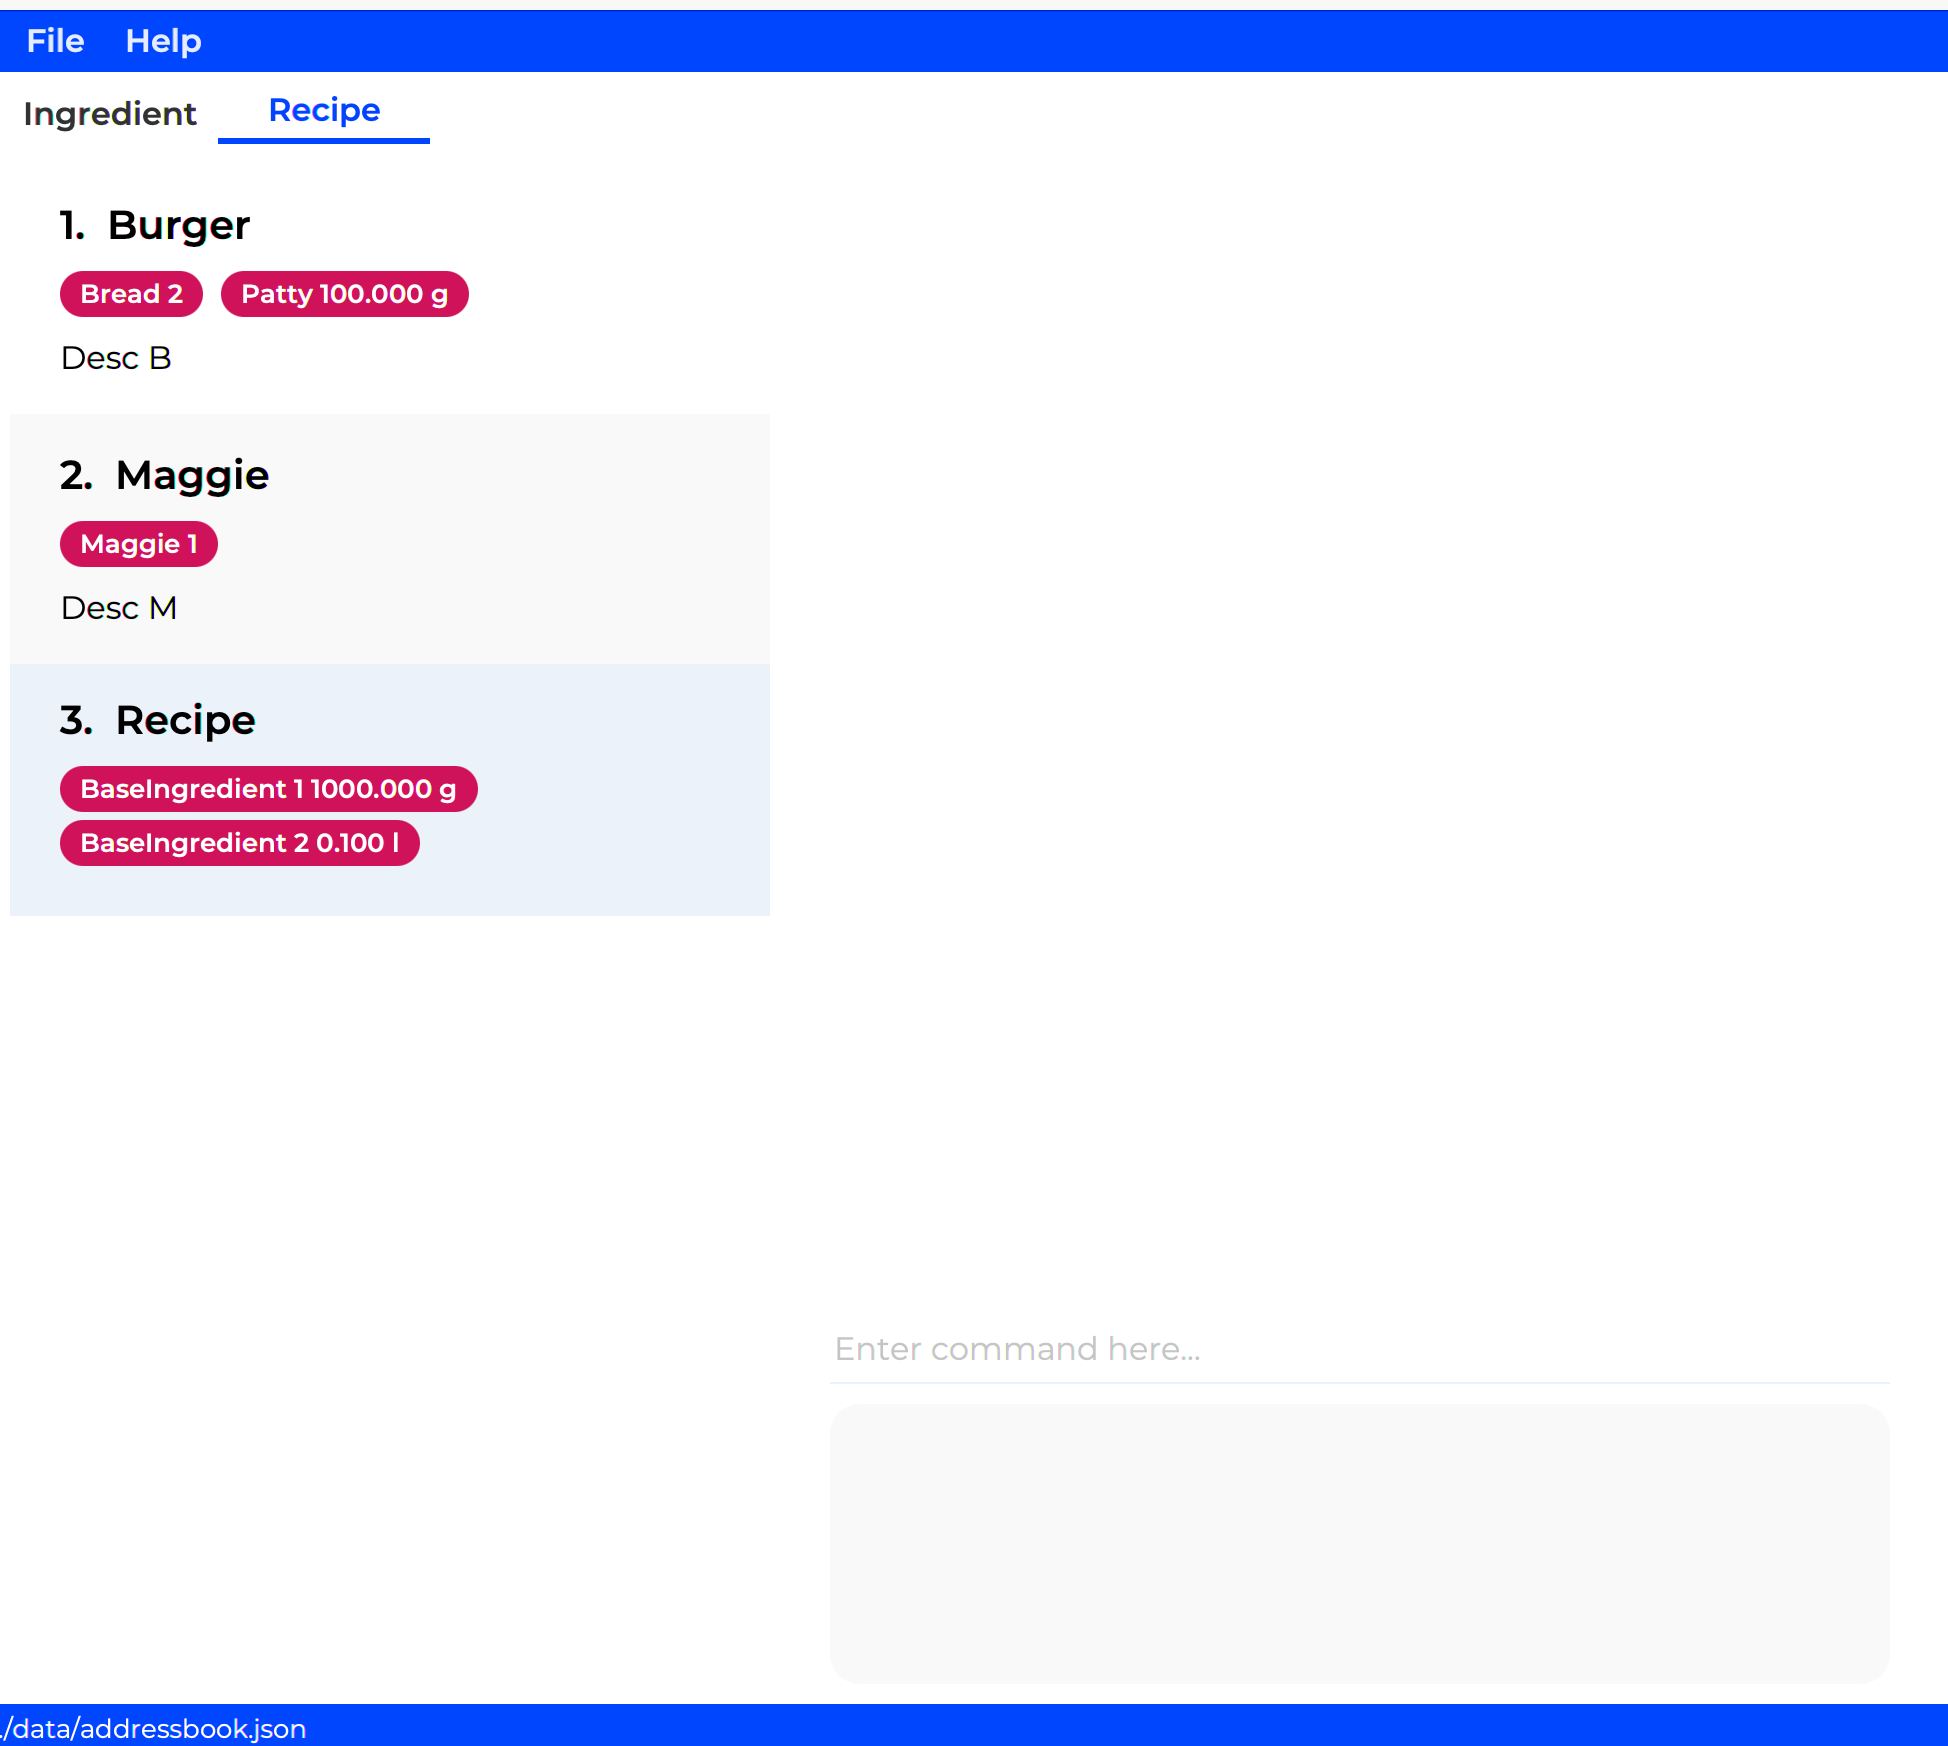 File Help
Ingredient Recipe
1. Burger
Bread 2 Patty 100.000 g
Desc B
2. Maggie
Maggie 1
Desc M
3. Recipe
BaseIngredient 1 1000.000 g
BaseIngredient 2 0.100 l
Enter command here...
./data/addressbook.json